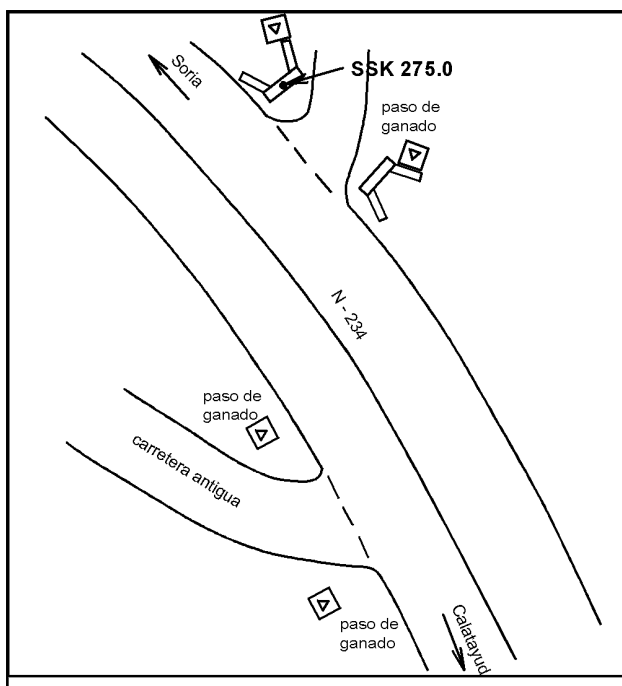 Soria
SSK 275.0
paso de
ganado
N - 234
paso de
ganado
carretera antigua
paso de
ganado
Calatayud